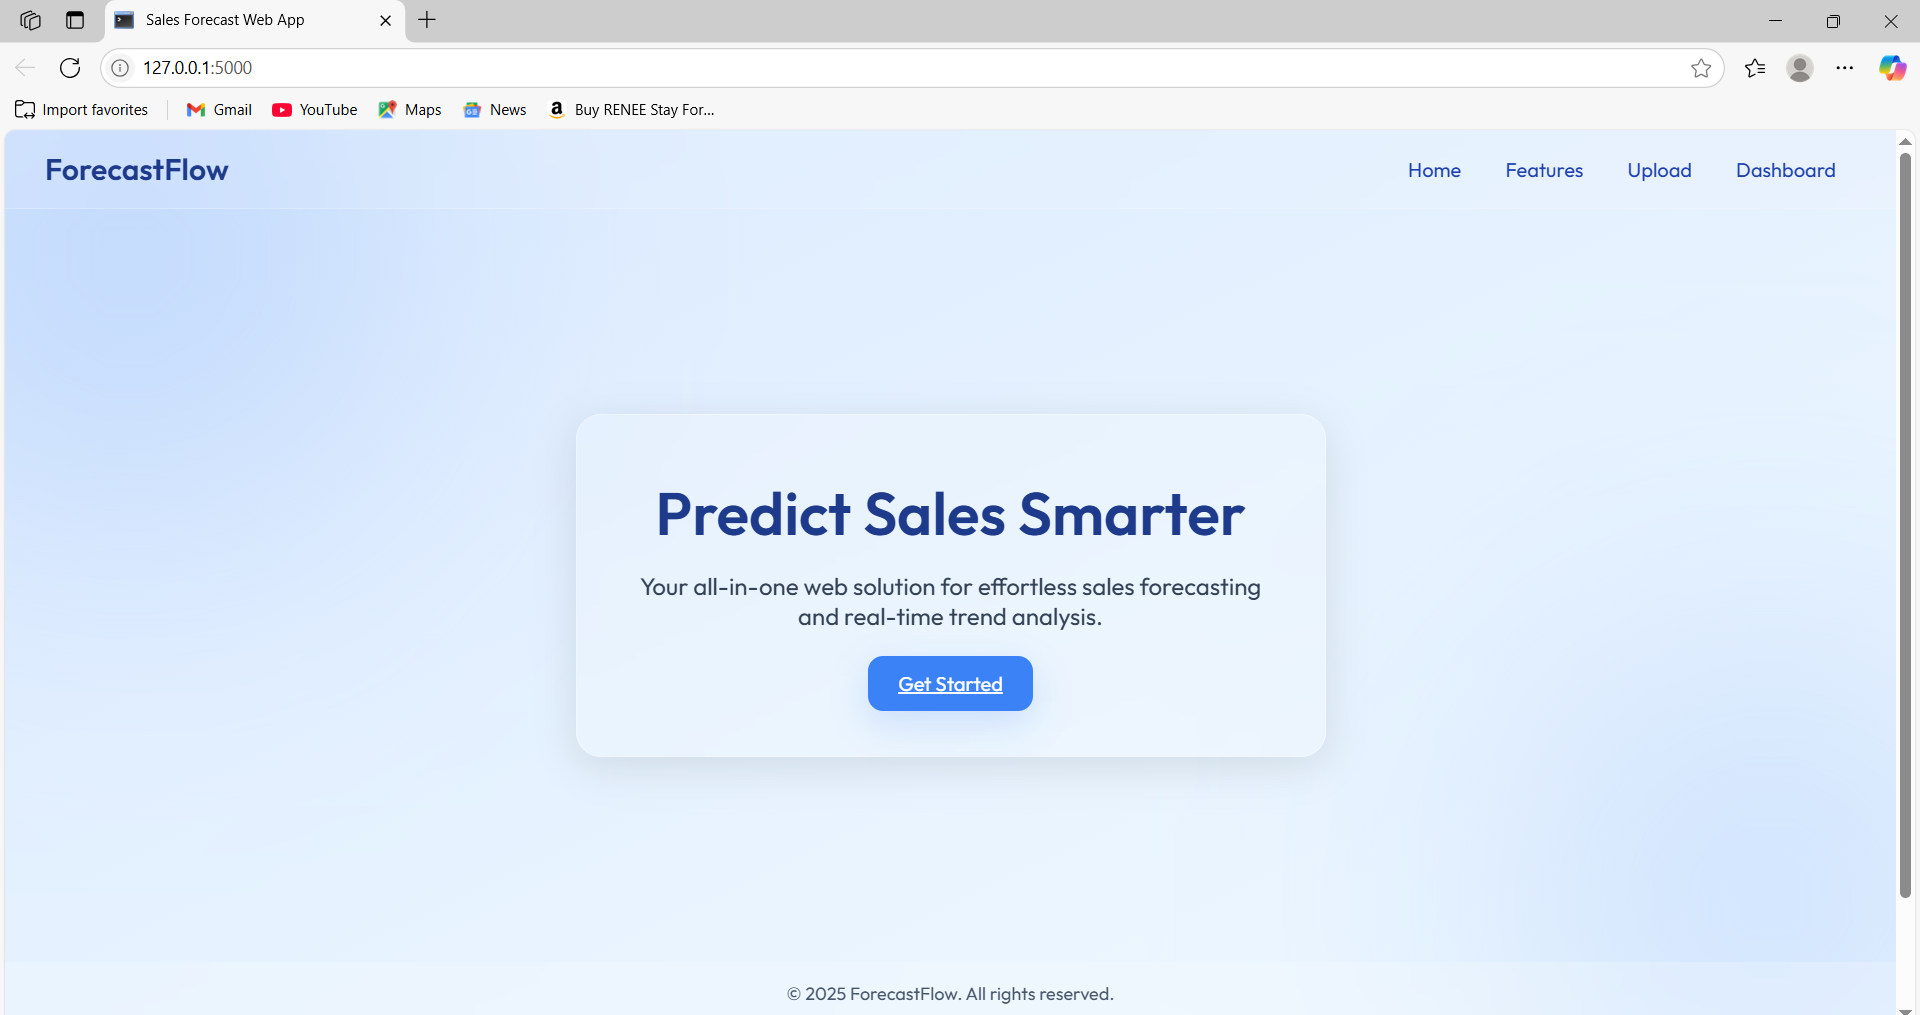 Sales Forecast Web App
127.0.0.1:5000
Import favorites Gmail YouTube Maps News Buy RENEE Stay For...
ForecastFlow Home Features Upload Dashboard
Predict Sales Smarter
Your all-in-one web solution for effortless sales forecasting
and real-time trend analysis.
Get Started
© 2025 ForecastFlow. All rights reserved.